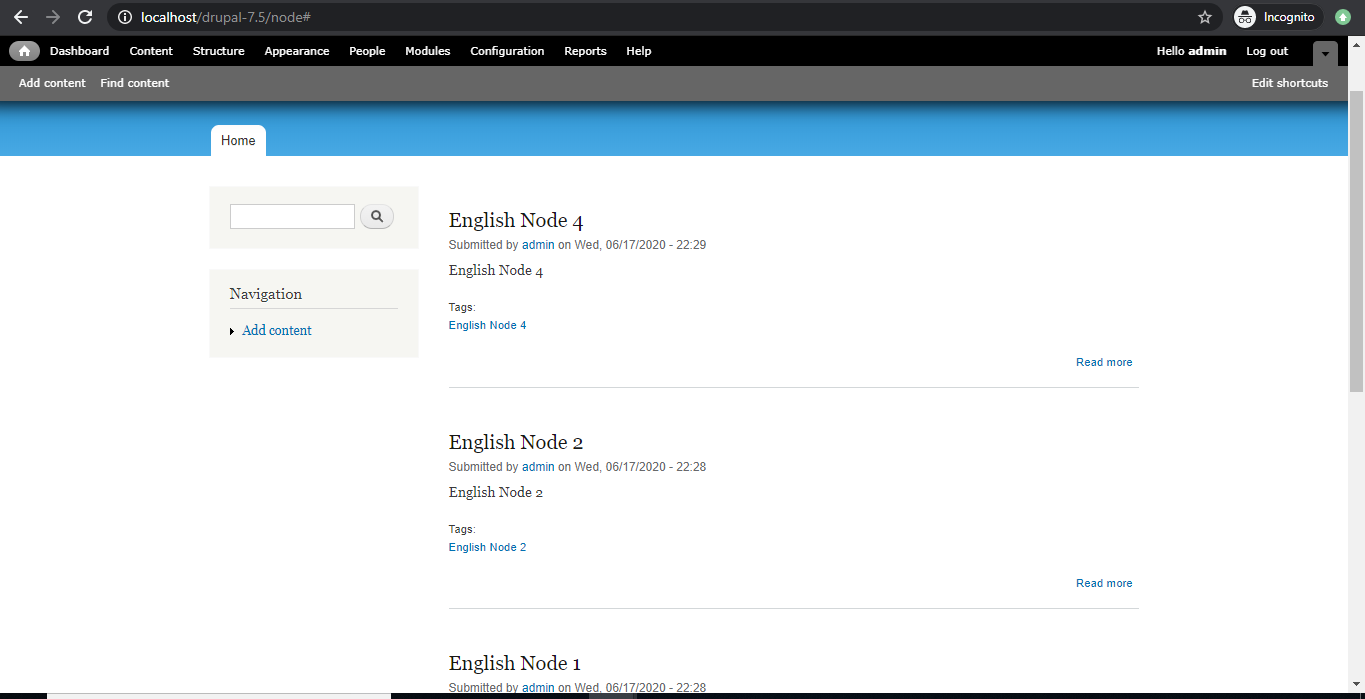 localhost/drupal-7.5/node#
Incognito
Dashboard Content Structure Appearance People Modules Configuration Reports Help Hello admin Log out
Add content Find content Edit shortcuts
Home
Navigation
Add content
English Node 4
Submitted by admin on Wed, 06/17/2020 - 22:29
English Node 4
Tags:
English Node 4
Read more
English Node 2
Submitted by admin on Wed, 06/17/2020 - 22:28
English Node 2
Tags:
English Node 2
Read more
English Node 1
Submitted by admin on Wed, 06/17/2020 - 22:28